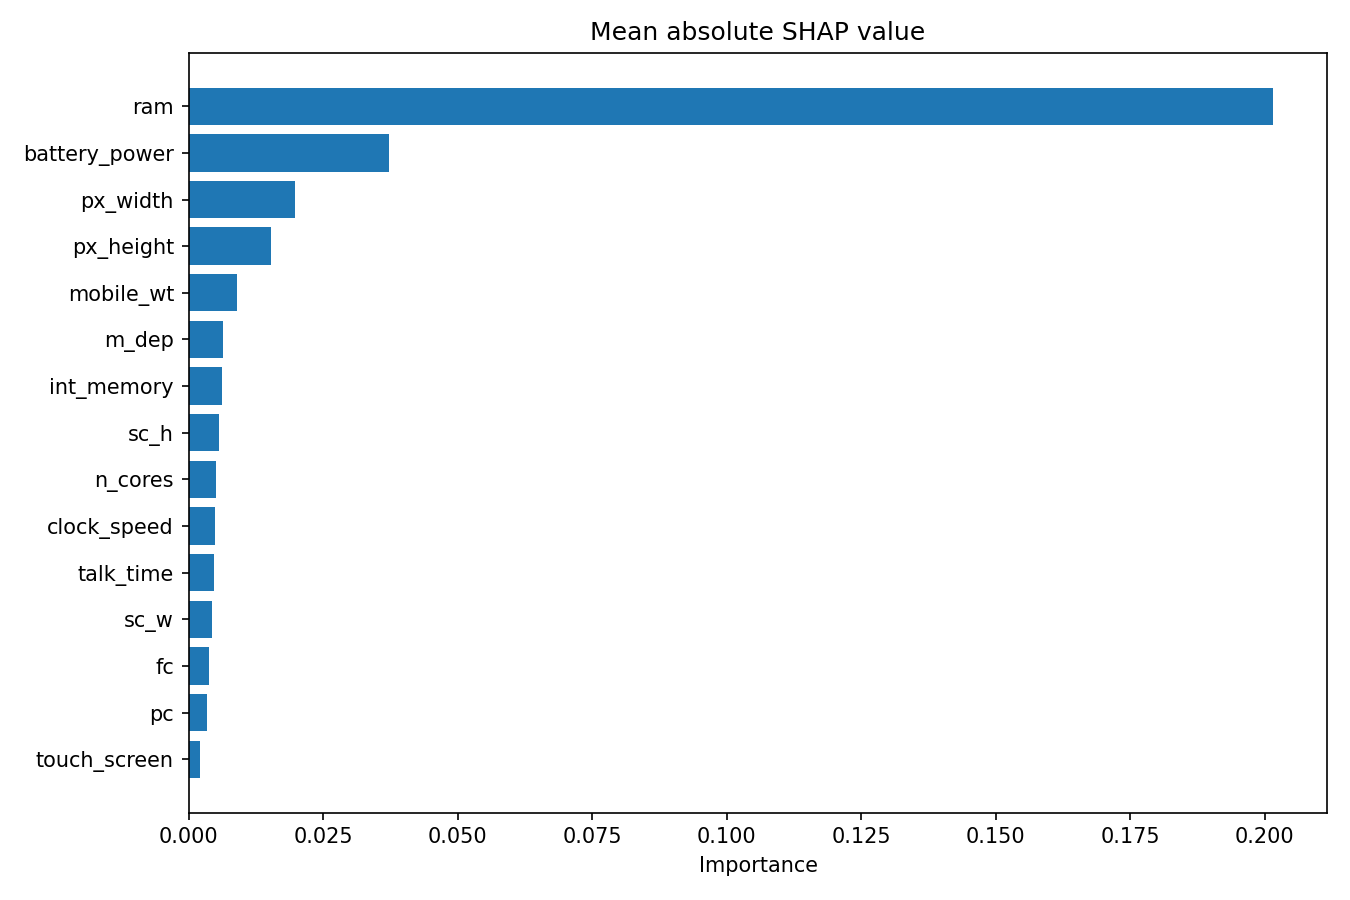 Mean absolute SHAP value
ram
battery_power
px_width
px_height
mobile_wt
m_dep
int_memory
sc_h
n_cores
clock_speed
talk_time
sc_w
fc
pc
touch_screen
0.000 0.025 0.050 0.075 0.100 0.125 0.150 0.175 0.200
Importance